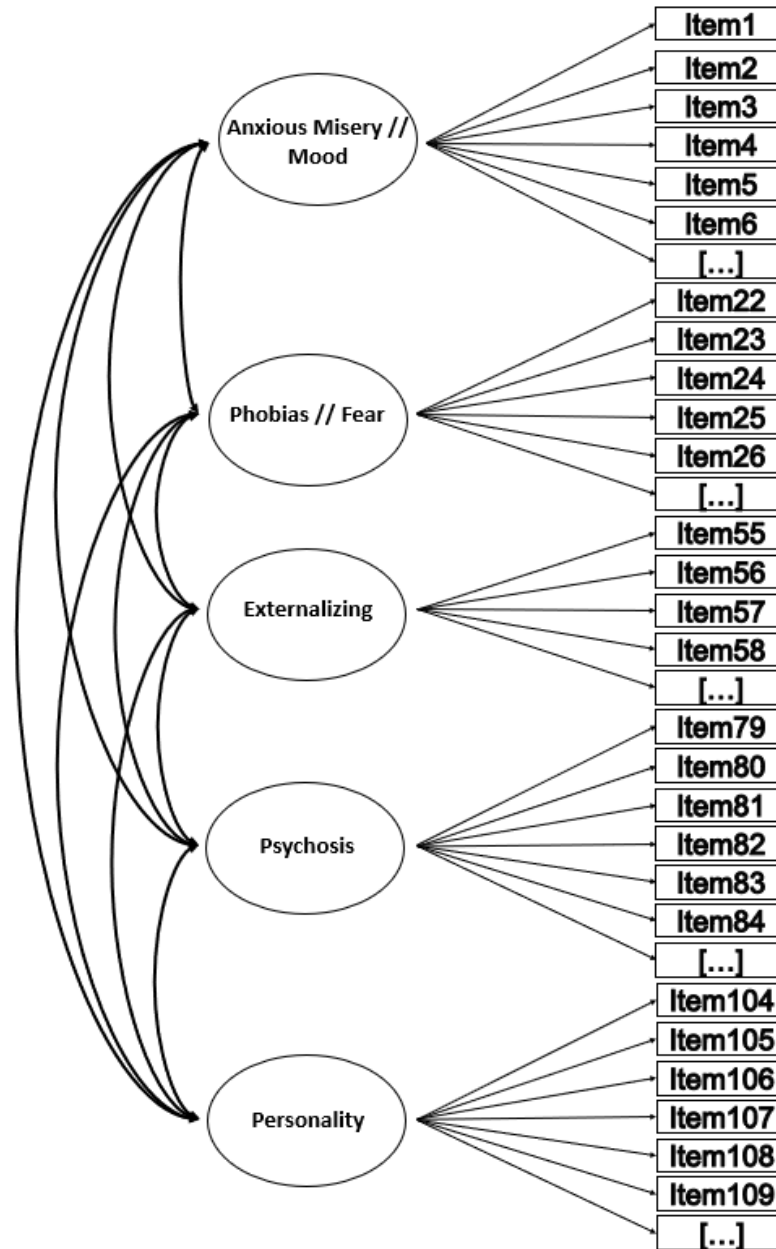 Item1
Item2
Anxious Misery //
Mood
Item3
Item4
Item5
Item6
[...]
Item22
Item23
Phobias // Fear
Item24
Item25
Item26
[...]
Item55
Externalizing
Item56
Item57
Item58
[...]
Item79
Item80
Psychosis
Item81
Item82
Item83
Item84
[...]
Item104
Item105
Personality
Item106
Item107
Item108
Item109
[...]